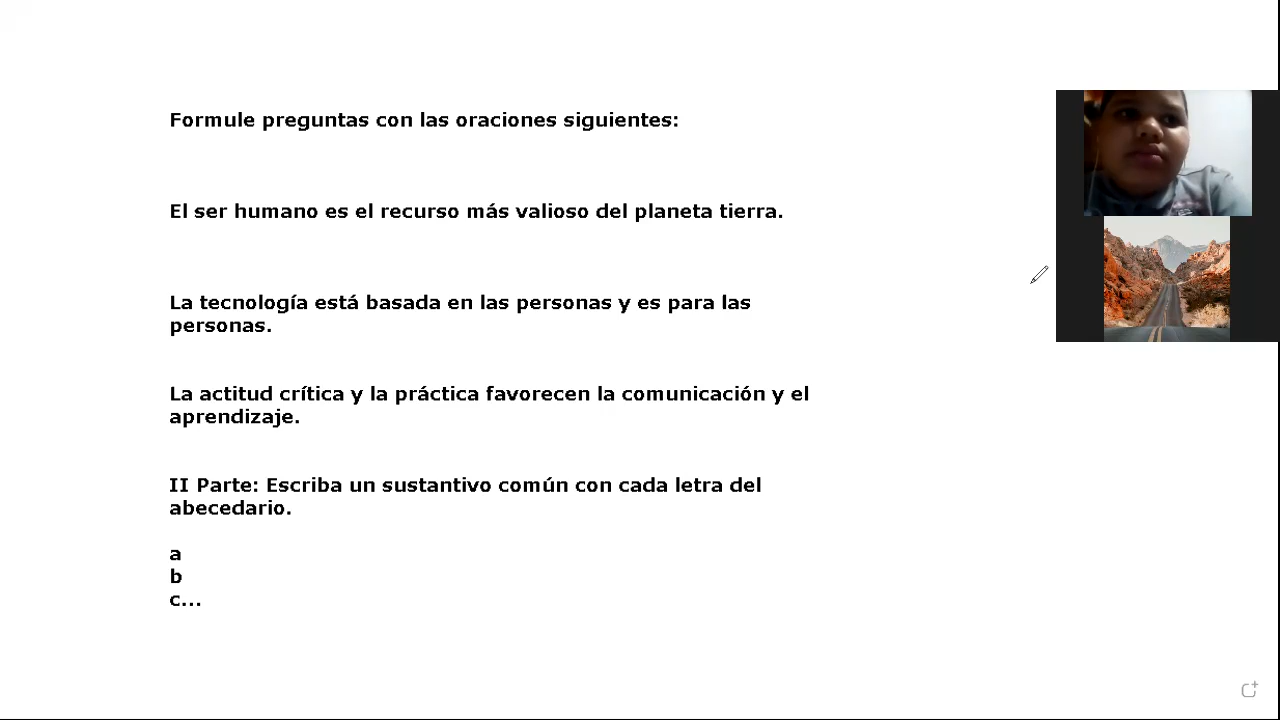 Formule preguntas con las oraciones siguientes:
El ser humano es el recurso más valioso del planeta tierra.
La tecnología está basada en las personas y es para las
personas.
La actitud crítica y la práctica favorecen la comunicación y el
aprendizaje.
II Parte: Escriba un sustantivo común con cada letra del
abecedario.
a
b
c...